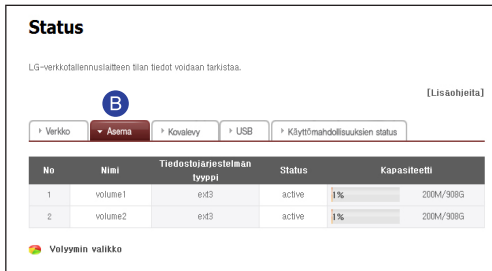 Status
LG-verkkotallennuslaitteen tilan tiedot voidaan tarkistaa.
[Lisäohjeita]
B
Verkko Asema Kovalevy USB Käyttömahdollisuuksien status
No Nimi Tiedostojärjestelmän tyyppi Status Kapasiteetti
1 volume1 ext3 active 1% 200M/908G
2 volume2 ext3 active 1% 200M/908G
Volyymin valikko